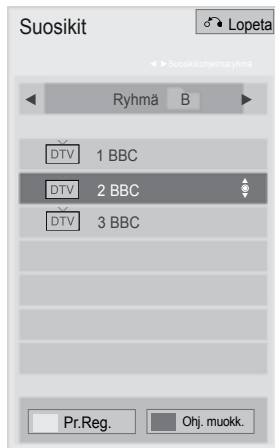 Suosikit
Lopeta
◄ ►Suosikkiohjelmaryhmä
◄ Ryhmä B ►
DTV 1 BBC
DTV 2 BBC
DTV 3 BBC
Pr.Reg. Ohj. muokk.